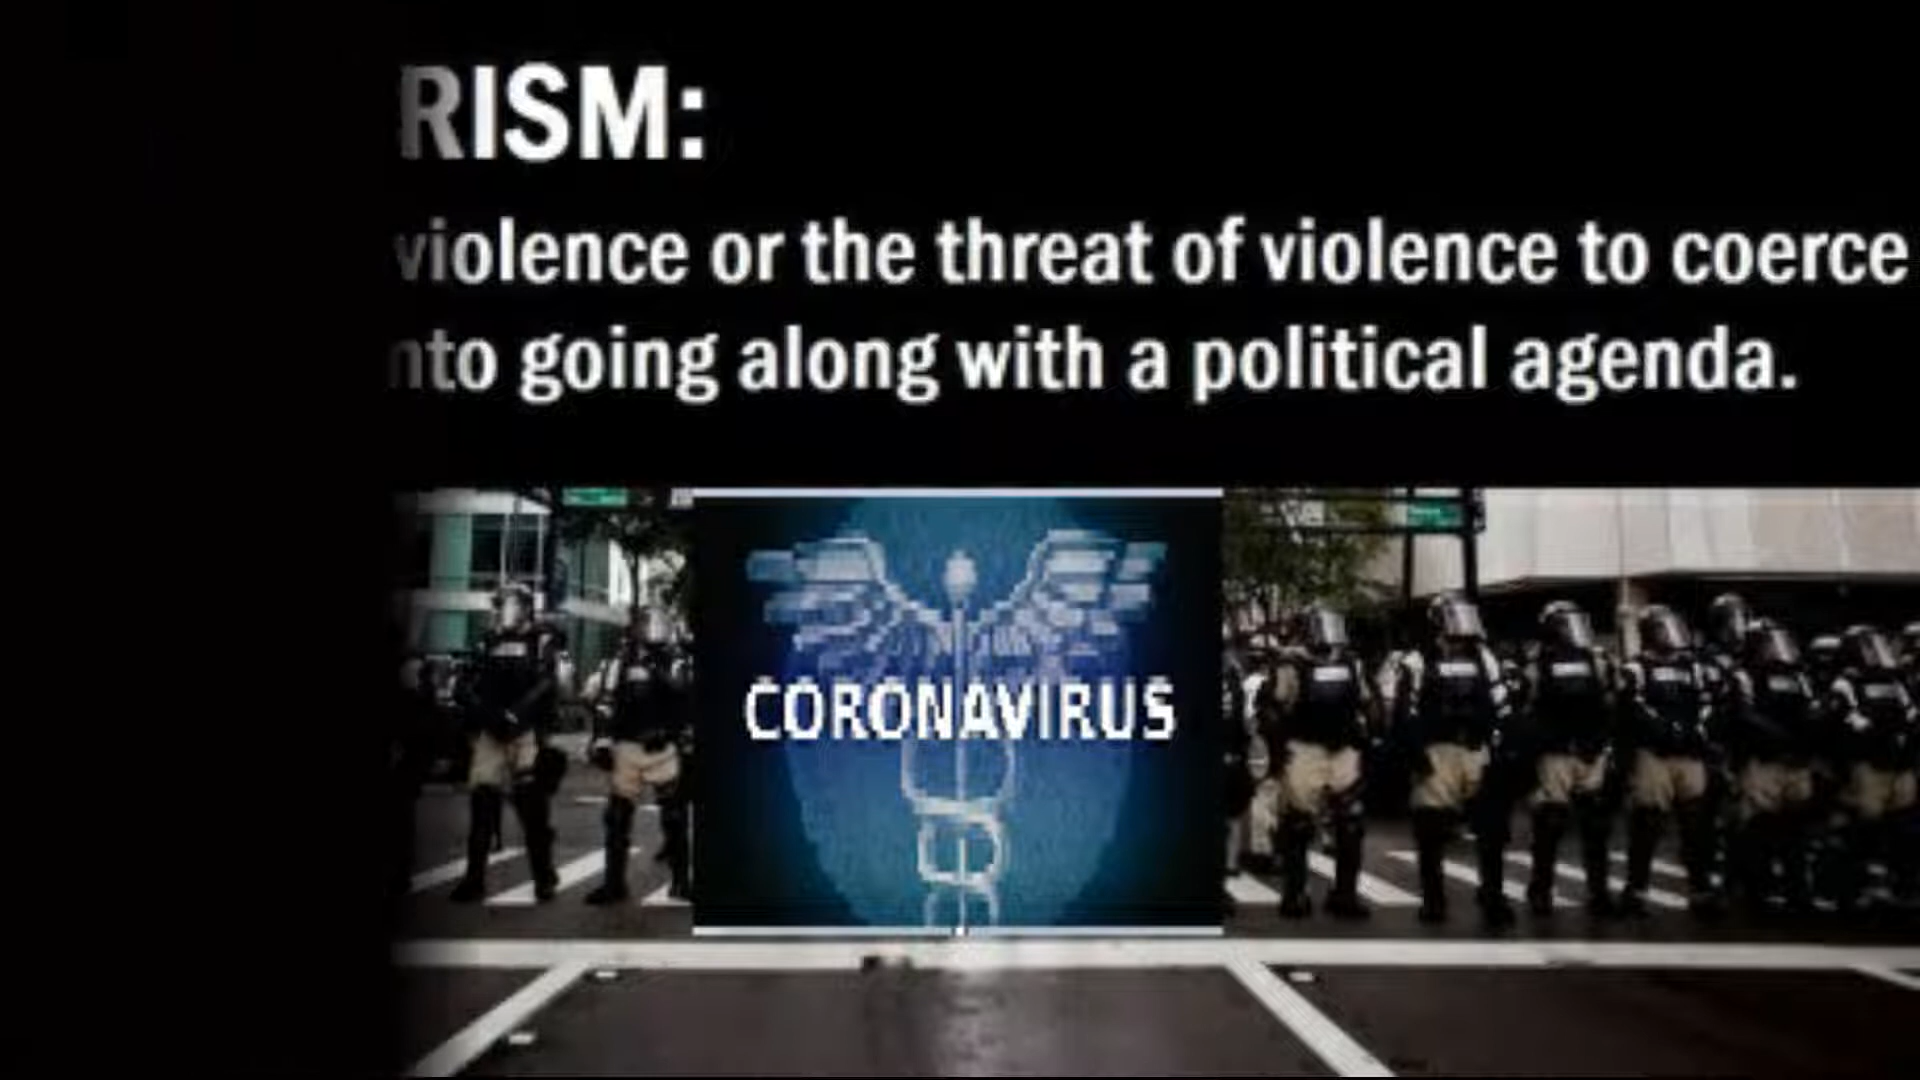 RISM:
violence or the threat of violence to coerce
nto going along with a political agenda.
CORONAVIRUS